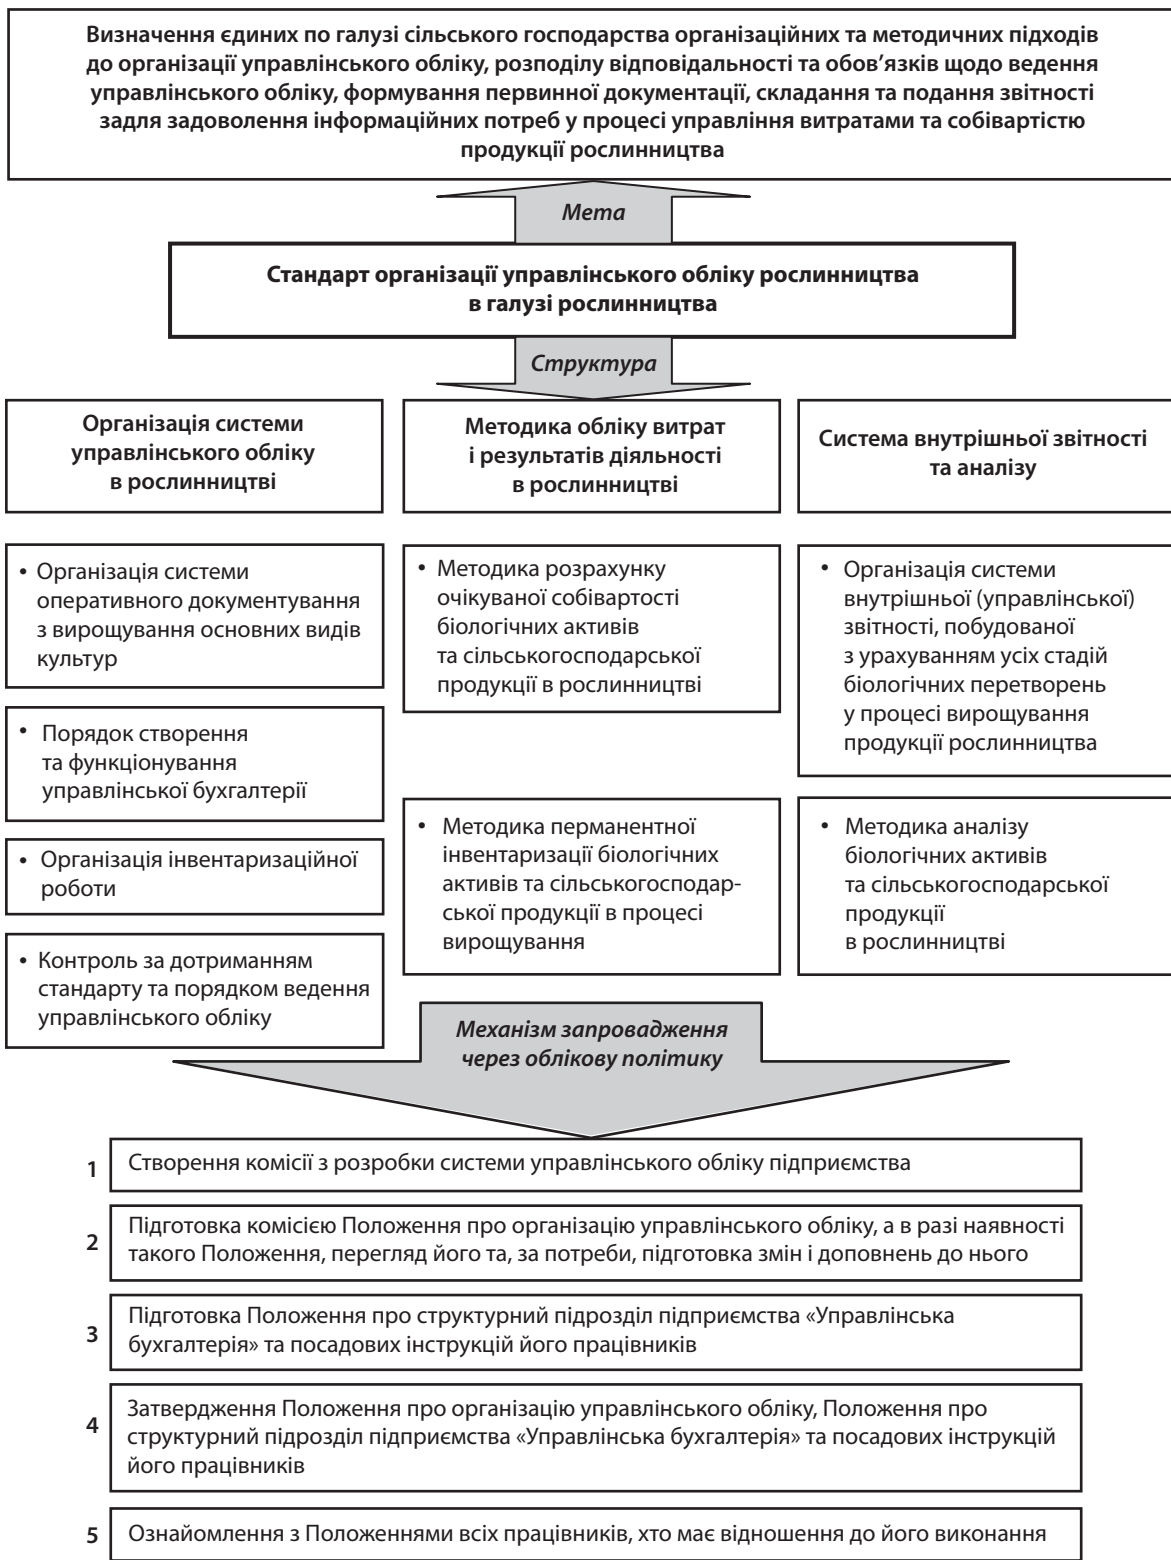 Визначення єдиних по галузі сільського господарства організаційних та методичних підходів
до організації управлінського обліку, розподілу відповідальності та обов’язків щодо ведення
управлінського обліку, формування первинної документації, складання та подання звітності
задля задоволення інформаційних потреб у процесі управління витратами та собівартістю
продукції рослинництва
Мета
Стандарт організації управлінського обліку рослинництва
в галузі рослинництва
Структура
Організація системи
управлінського обліку
в рослинництві
Методика обліку витрат
і результатів діяльності
в рослинництві
Система внутрішньої звітності
та аналізу
• Організація системи
оперативного документування
з вирощування основних видів
культур
• Порядок створення
та функціонування
управлінської бухгалтерії
• Організація інвентаризаційної
роботи
• Контроль за дотриманням
стандарту та порядком ведення
управлінського обліку
• Методика розрахунку
очікуваної собівартості
біологічних активів
та сільськогосподарської
продукції в рослинництві
• Методика перманентної
інвентаризації біологічних
активів та сільськогосподар-
ської продукції в процесі
вирощування
• Організація системи
внутрішньої (управлінської)
звітності, побудованої
з урахуванням усіх стадій
біологічних перетворень
у процесі вирощування
продукції рослинництва
• Методика аналізу
біологічних активів
та сільськогосподарської
продукції
в рослинництві
Механізм запровадження
через облікову політику
1 Створення комісії з розробки системи управлінського обліку підприємства
2 Підготовка комісією Положення про організацію управлінського обліку, а в разі наявності
такого Положення, перегляд його та, за потреби, підготовка змін і доповнень до нього
3 Підготовка Положення про структурний підрозділ підприємства «Управлінська
бухгалтерія» та посадових інструкцій його працівників
4 Затвердження Положення про організацію управлінського обліку, Положення про
структурний підрозділ підприємства «Управлінська бухгалтерія» та посадових інструкцій
його працівників
5 Ознайомлення з Положеннями всіх працівників, хто має відношення до його виконання